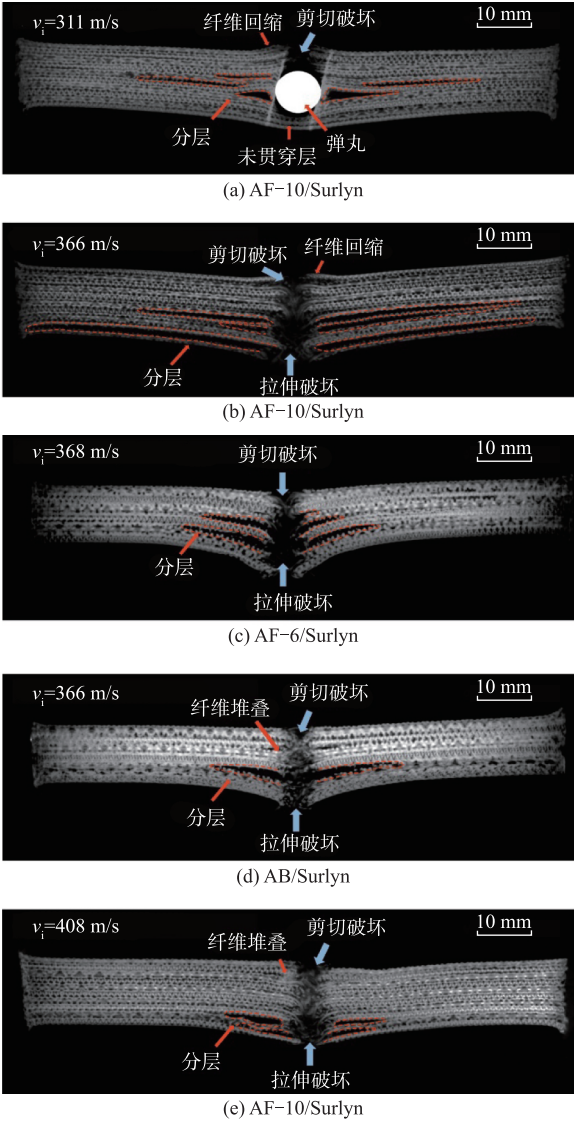 v_i=311 m/s
纤维回缩
剪切破坏
10 mm
分层
未贯穿层
弹丸
(a) AF-10/Surlyn
v_i=366 m/s
剪切破坏
纤维回缩
10 mm
分层
拉伸破坏
(b) AF-10/Surlyn
v_i=368 m/s
剪切破坏
10 mm
分层
拉伸破坏
(c) AF-6/Surlyn
v_i=366 m/s
纤维堆叠
剪切破坏
10 mm
分层
拉伸破坏
(d) AB/Surlyn
v_i=408 m/s
纤维堆叠
剪切破坏
10 mm
分层
拉伸破坏
(e) AF-10/Surlyn